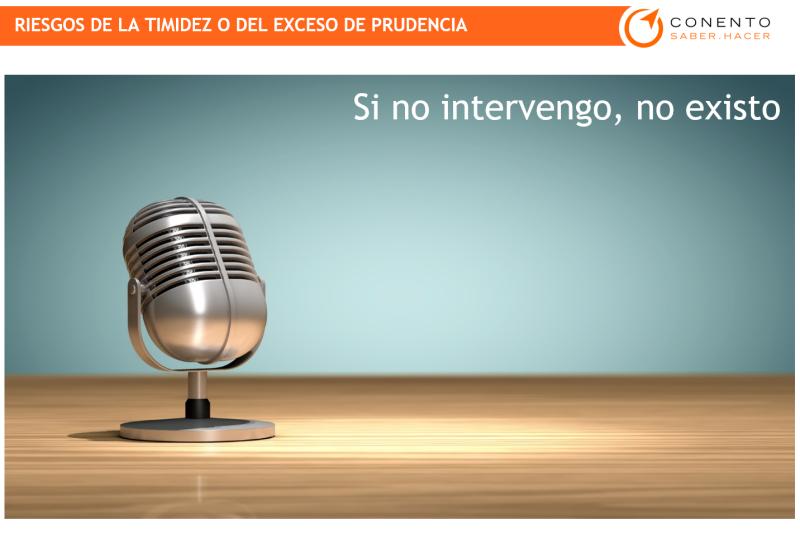 RIESGOS DE LA TIMIDEZ O DEL EXCESO DE PRUDENCIA
CONENTO
SABER.HACER
Si no intervengo, no existo